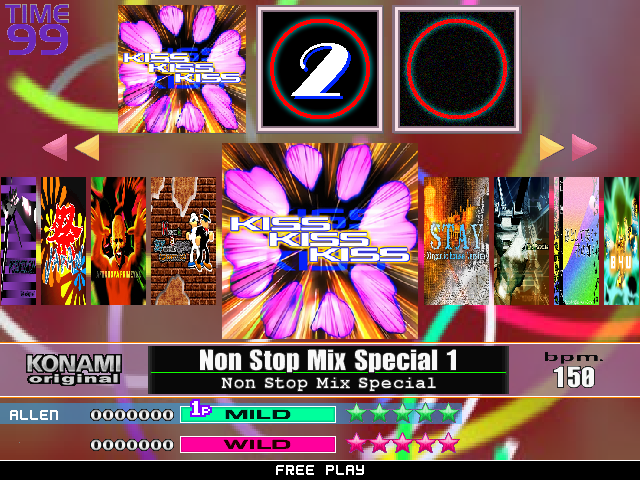 TIME
99
KISS
KISS
KISS
2
KISS
KISS
KISS
STAY
KONAMI
original
Non Stop Mix Special 1
Non Stop Mix Special
bpm.
150
ALLEN 0000000 1P MILD
0000000 WILD
FREE PLAY